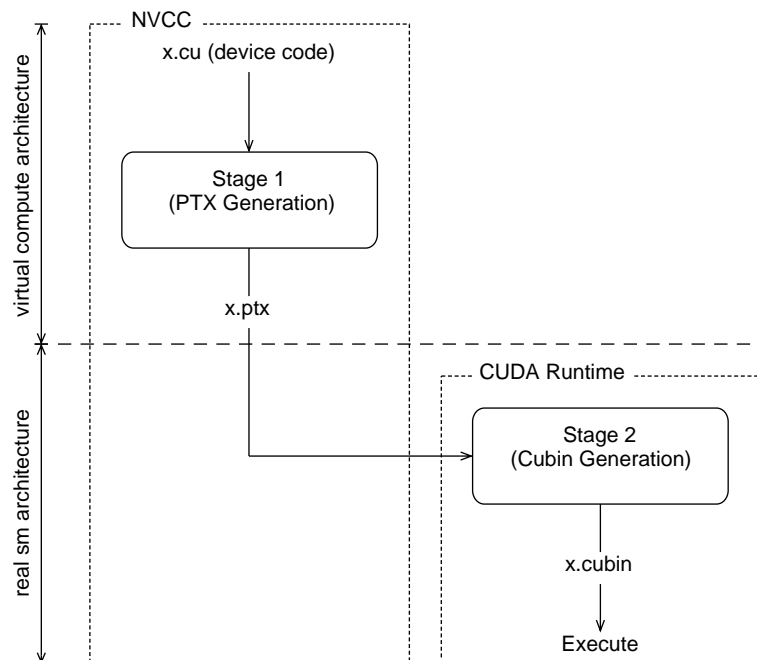 NVCC
x.cu (device code)
virtual compute architecture
Stage 1
(PTX Generation)
x.ptx
real sm architecture
CUDA Runtime
Stage 2
(Cubin Generation)
x.cubin
Execute